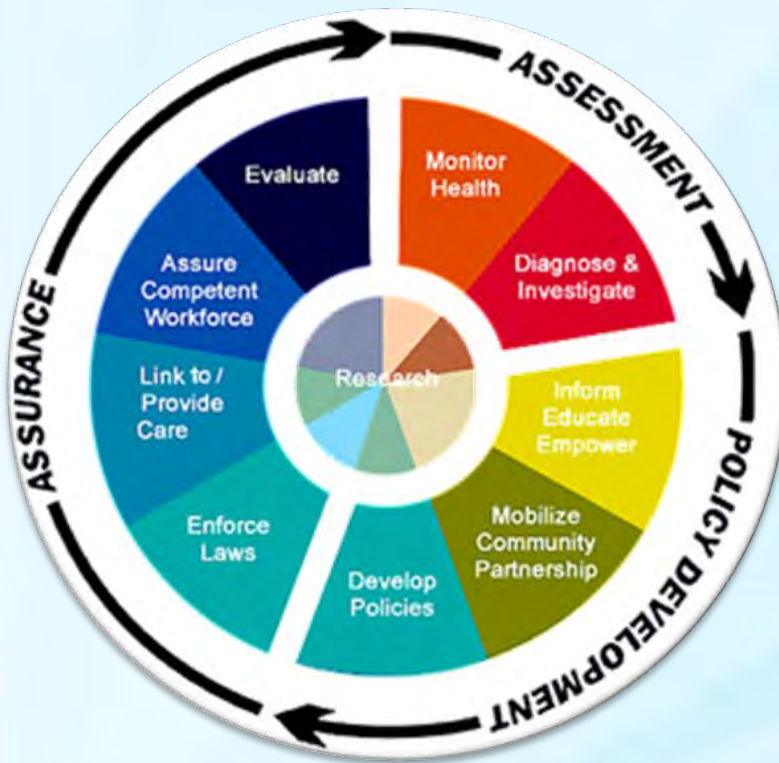 ASSESSMENT
POLICY DEVELOPMENT
ASSURANCE
Monitor
Health
Diagnose &
Investigate
Inform
Educate
Empower
Mobilize
Community
Partnership
Develop
Policies
Enforce
Laws
Link to /
Provide
Care
Assure
Competent
Workforce
Evaluate
Research